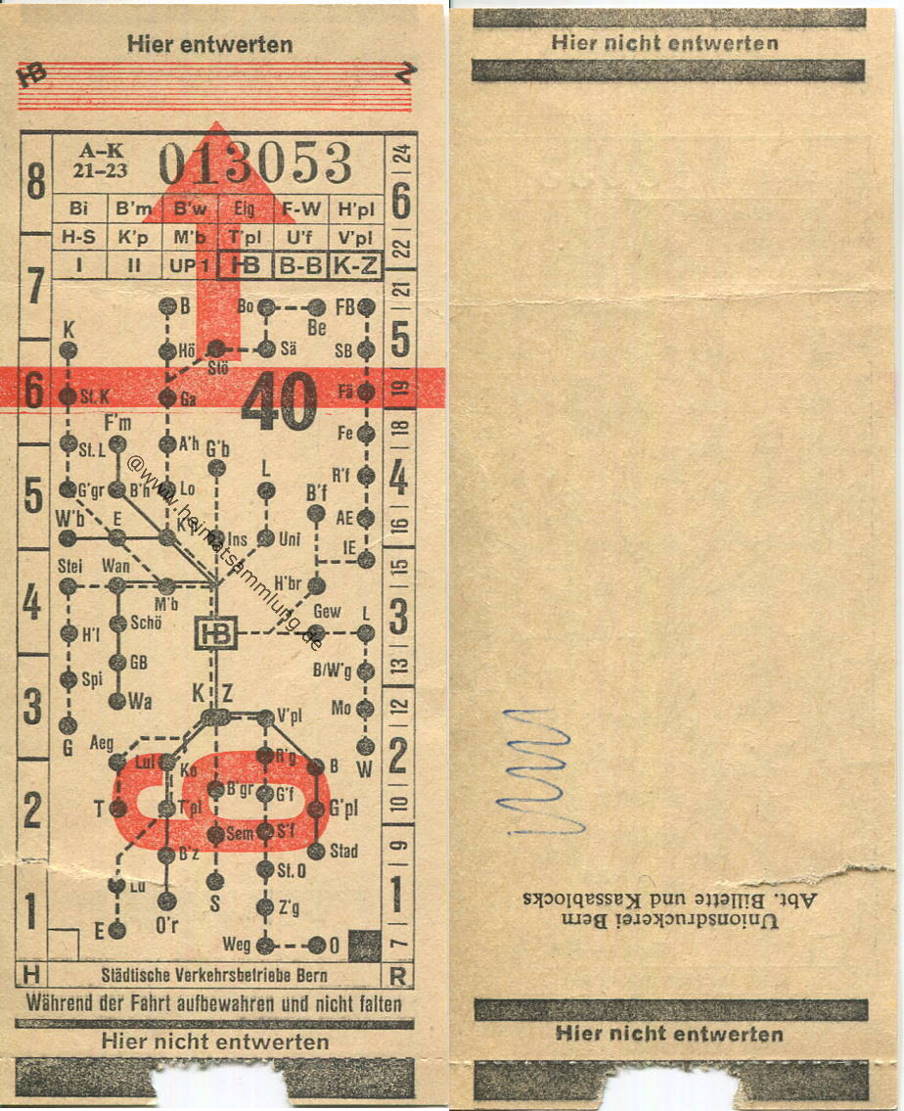 Hier entwerten
HB Z
A–K 21–23 013053
Bi B'm B'w Eig F-W H'pl
H-S K'p M'b T'pl U'f V'pl
I II UP1 HB B-B K-Z
8
7
6
5
4
3
2
1
24
6
22
21
5
19
18
4
16
15
3
13
12
2
10
9
1
7
B Bo Be FB
K
Hö Stö Sä SB
40
St.K Ga Fä
F'm
St.L A'h G'b Fe
L R'f
G'gr B'h Lo B'f
W'b E AE
Ins Uni IE
Stei Wan
M'b H'br
Schö Gew L
H'l HB
GB B/W'g
Spi
Wa K Z Mo
V'pl
G Aeg W
Lui Ko R'g B
T T'pl B'gr G'f G'pl
Sem S'f
B'z Stad
St.O
Lu
O'r S Z'g
E
Weg O
H Städtische Verkehrsbetriebe Bern R
Während der Fahrt aufbewahren und nicht falten
Hier nicht entwerten
@www.heimatsammlung.de
Hier nicht entwerten
Unionsdruckerei Bern
Abt. Billette und Kassablocks
Hier nicht entwerten